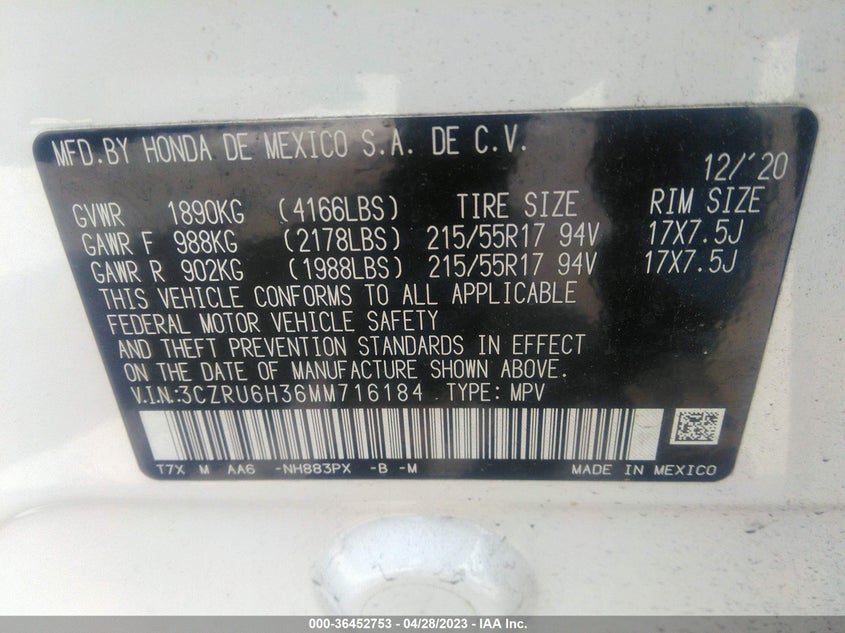 MFD.BY HONDA DE MEXICO S.A. DE C.V.
12/'20
GVWR 1890KG (4166LBS) TIRE SIZE RIM SIZE
GAWR F 988KG (2178LBS) 215/55R17 94V 17X7.5J
GAWR R 902KG (1988LBS) 215/55R17 94V 17X7.5J
THIS VEHICLE CONFORMS TO ALL APPLICABLE
FEDERAL MOTOR VEHICLE SAFETY
AND THEFT PREVENTION STANDARDS IN EFFECT
ON THE DATE OF MANUFACTURE SHOWN ABOVE.
V.I.N:3CZRU6H36MM716184 TYPE: MPV
T7X M AA6 -NH883PX -B -M MADE IN MEXICO
000-36452753 - 04/28/2023 - IAA Inc.